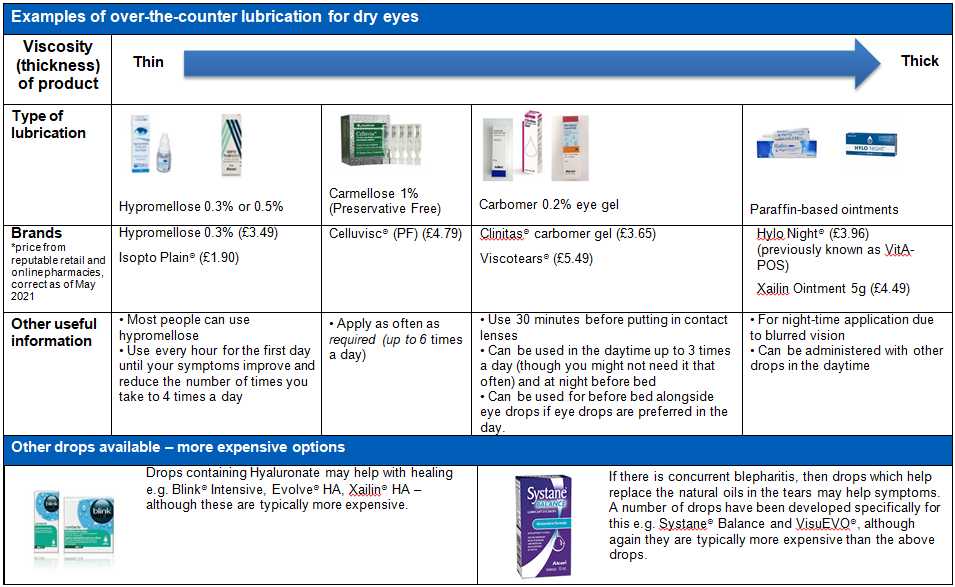 Examples of over-the-counter lubrication for dry eyes
Viscosity
(thickness)
of product
Thin
Thick
Type of
lubrication
Hypromellose 0.3% or 0.5%
Celluvisc
Carmellose 1%
(Preservative Free)
Carbomer 0.2% eye gel
HYLO NIGHT
Paraffin-based ointments
Brands
*price from
reputable retail and
online pharmacies,
correct as of May
2021
Hypromellose 0.3% (£3.49)
Isopto Plain® (£1.90)
Celluvisc® (PF) (£4.79)
Clinitas® carbomer gel (£3.65)
Viscotears® (£5.49)
Hylo Night® (£3.96)
(previously known as VitA-
POS)
Xailin Ointment 5g (£4.49)
Other useful
information
• Most people can use
hypromellose
• Use every hour for the first day
until your symptoms improve and
reduce the number of times you
take to 4 times a day
• Apply as often as
required (up to 6 times
a day)
• Use 30 minutes before putting in contact
lenses
• Can be used in the daytime up to 3 times
a day (though you might not need it that
often) and at night before bed
• Can be used for before bed alongside
eye drops if eye drops are preferred in the
day.
• For night-time application due
to blurred vision
• Can be administered with other
drops in the daytime
Other drops available – more expensive options
blink
contacts
blink
contacts
Drops containing Hyaluronate may help with healing
e.g. Blink® Intensive, Evolve® HA, Xailin® HA –
although these are typically more expensive.
Systane
BALANCE
LUBRICANT EYE DROPS
Restorative Formula
Alcon
If there is concurrent blepharitis, then drops which help
replace the natural oils in the tears may help symptoms.
A number of drops have been developed specifically for
this e.g. Systane® Balance and VisuEVO®, although
again they are typically more expensive than the above
drops.